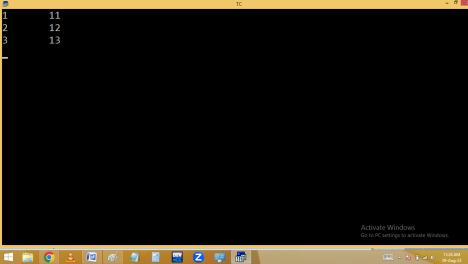 TC
1 11
2 12
3 13
Activate Windows
Go to PC settings to activate Windows.